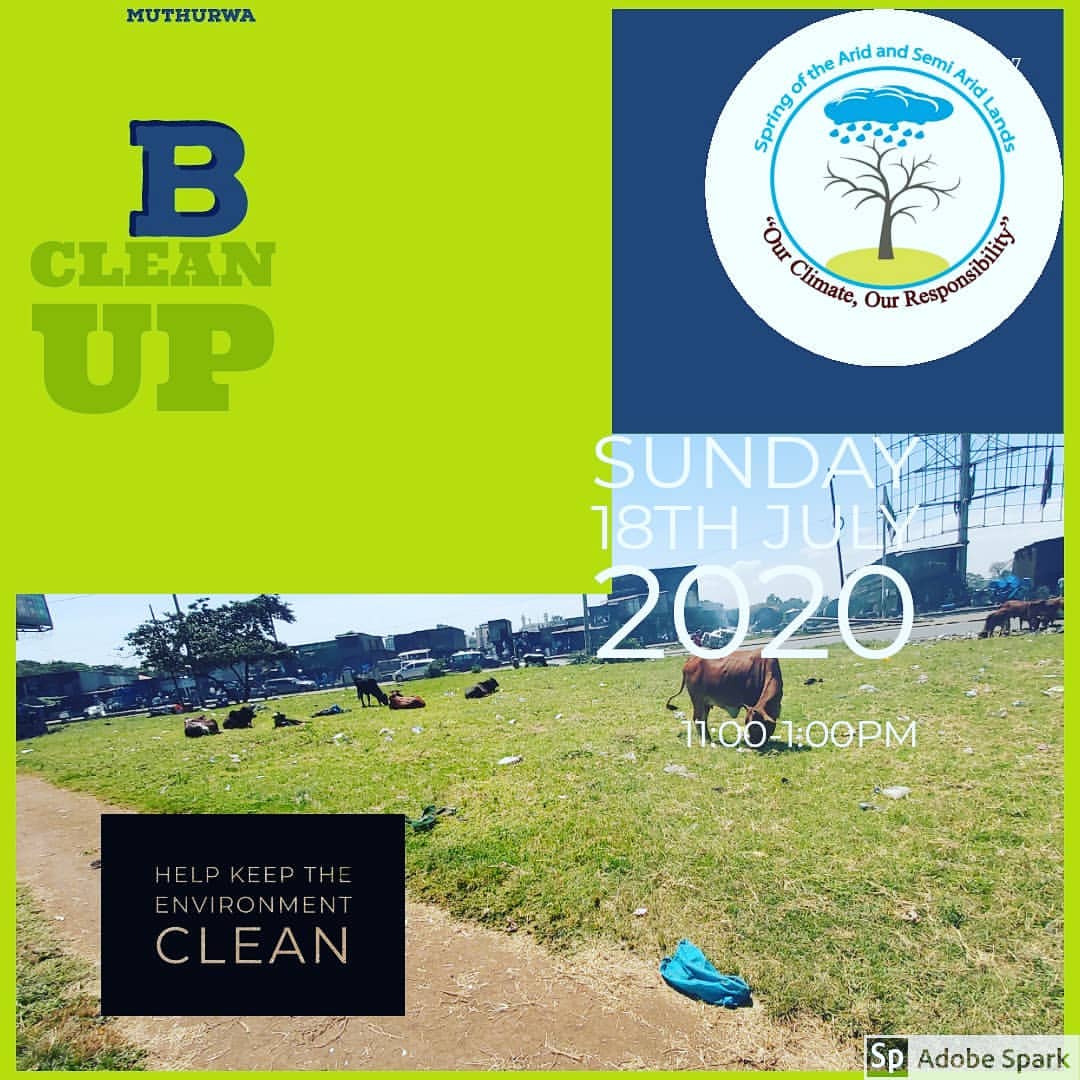 MUTHURWA
B
CLEAN
UP
7
Spring of the Arid and Semi Arid Lands
"Our Climate, Our Responsibility"
SUNDAY
18TH JULY
2020
11:00-1:00PM
HELP KEEP THE
ENVIRONMENT
CLEAN
Sp Adobe Spark